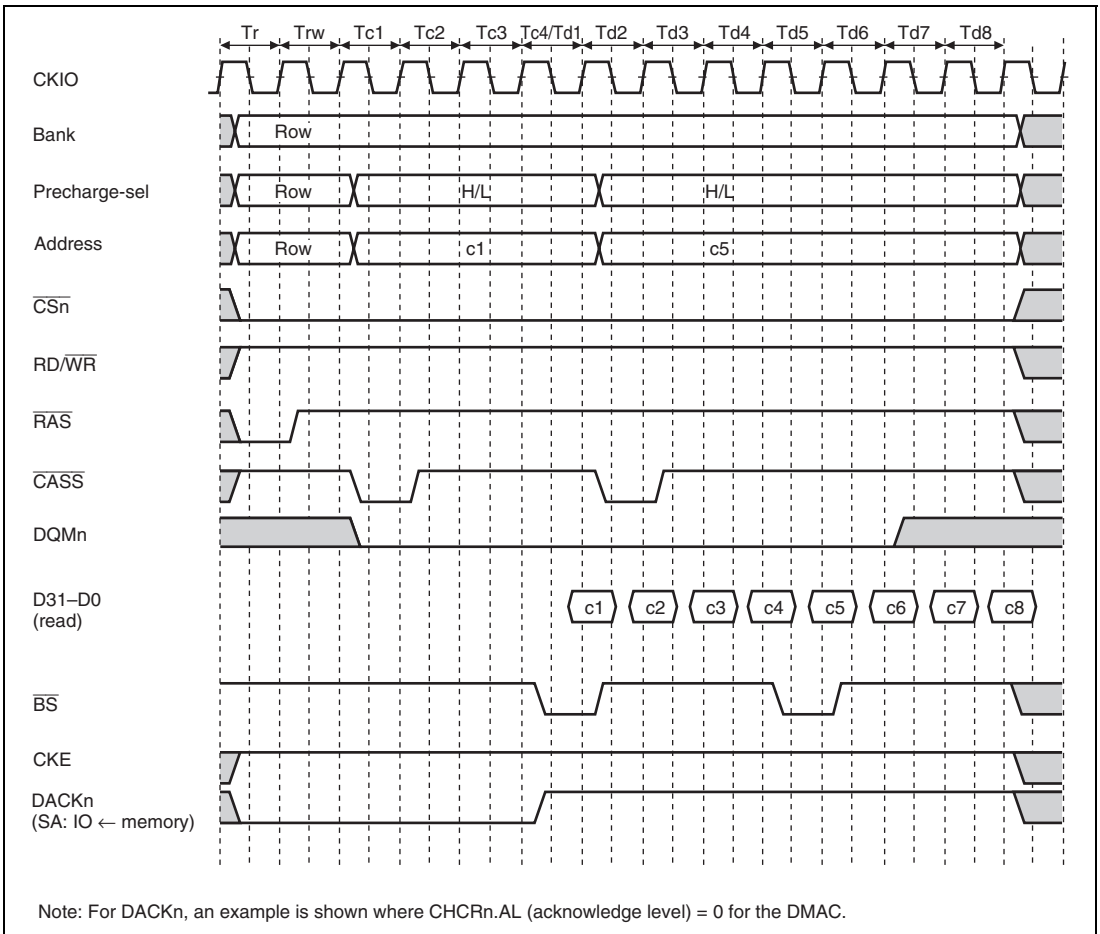 Tr Trw Tc1 Tc2 Tc3 Tc4/Td1 Td2 Td3 Td4 Td5 Td6 Td7 Td8
CKIO
Bank Row
Precharge-sel Row H/L H/L
Address Row c1 c5
CSn
RD/WR
RAS
CASS
DQMn
D31–D0
(read) c1 c2 c3 c4 c5 c6 c7 c8
BS
CKE
DACKn
(SA: IO ← memory)
Note: For DACKn, an example is shown where CHCRn.AL (acknowledge level) = 0 for the DMAC.